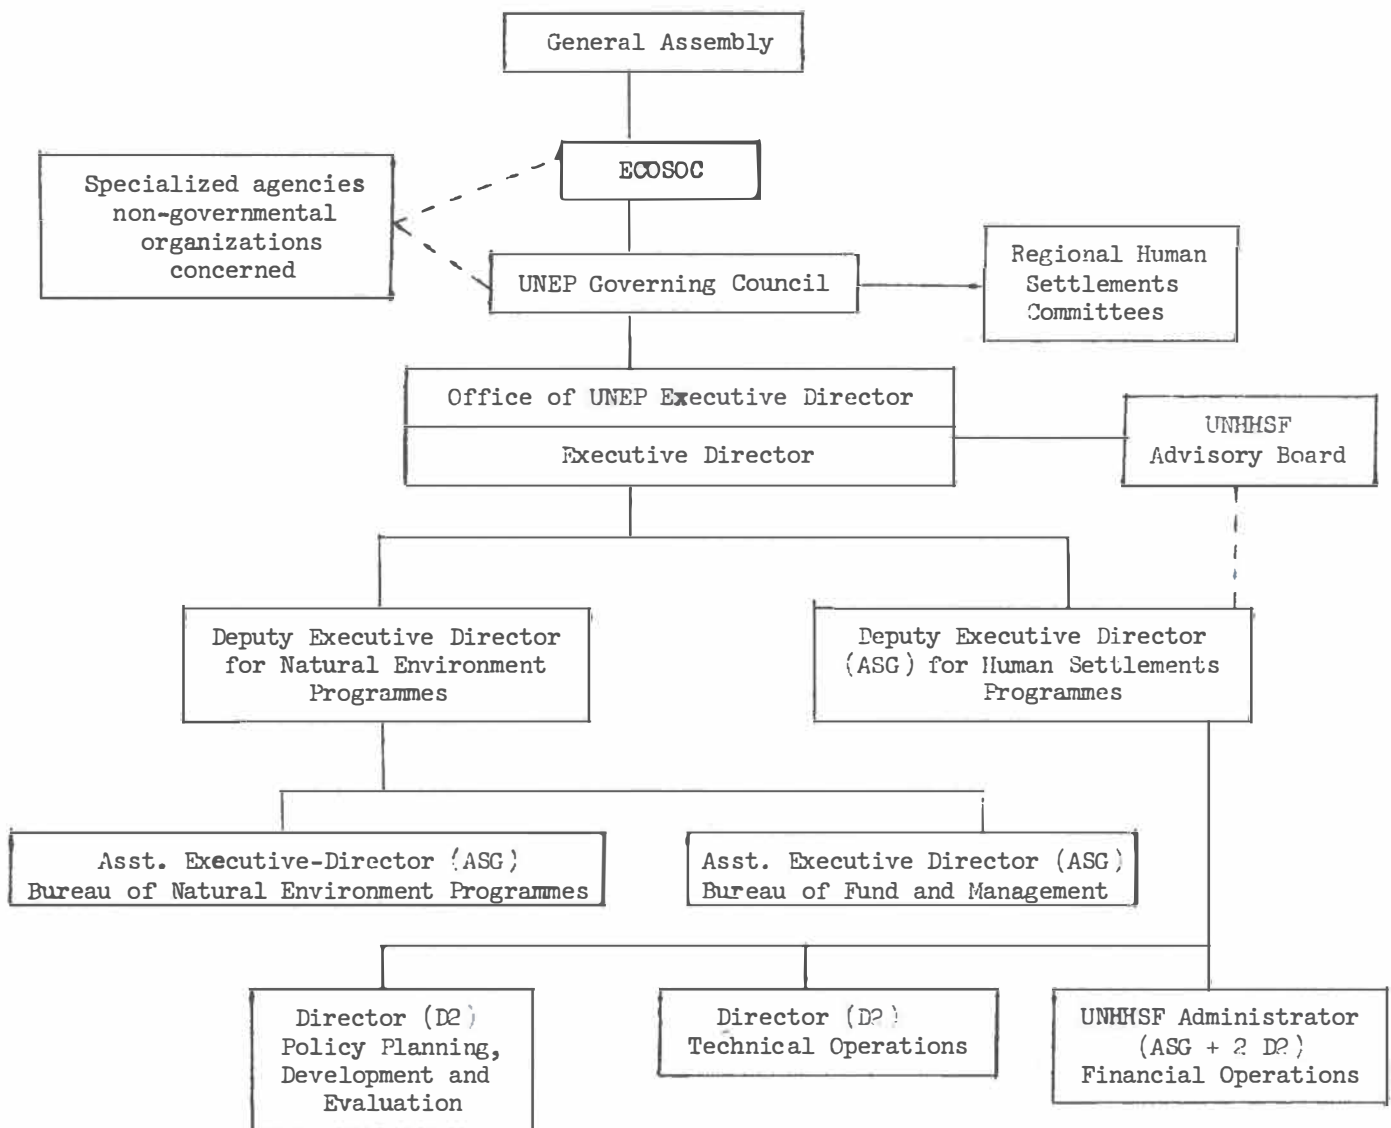 General Assembly
ECOSOC
Specialized agencies
non-governmental
organizations
concerned
UNEP Governing Council
Regional Human
Settlements
Committees
Office of UNEP Executive Director
Executive Director
UNHHSF
Advisory Board
Deputy Executive Director
for Natural Environment
Programmes
Deputy Executive Director
(ASG) for Human Settlements
Programmes
Asst. Executive-Director (ASG)
Bureau of Natural Environment Programmes
Asst. Executive Director (ASG)
Bureau of Fund and Management
Director (D2)
Policy Planning,
Development and
Evaluation
Director (D2)
Technical Operations
UNHHSF Administrator
(ASG + 2 D2)
Financial Operations